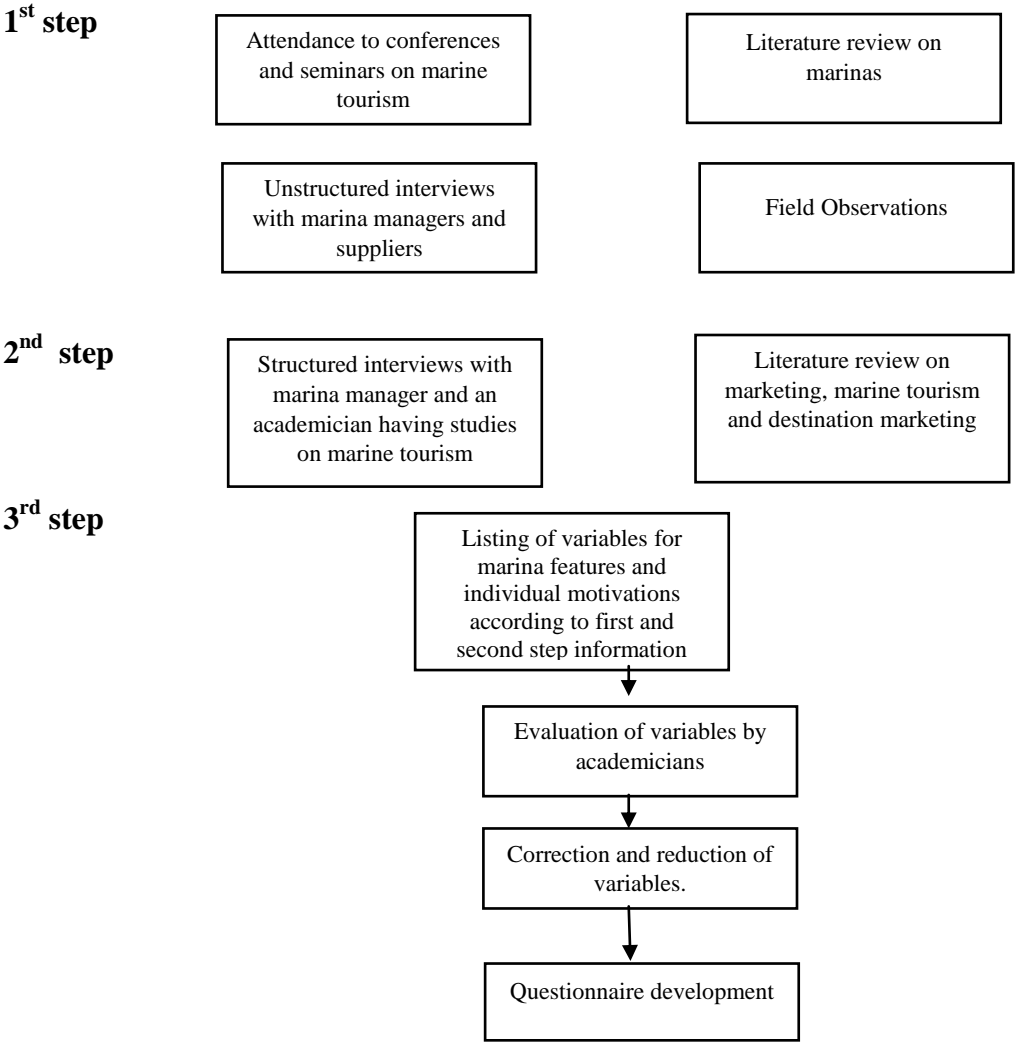 1st step
Attendance to conferences
and seminars on marine
tourism
Literature review on
marinas
Unstructured interviews
with marina managers and
suppliers
Field Observations
2nd step
Structured interviews with
marina manager and an
academician having studies
on marine tourism
Literature review on
marketing, marine tourism
and destination marketing
3rd step
Listing of variables for
marina features and
individual motivations
according to first and
second step information
Evaluation of variables by
academicians
Correction and reduction of
variables.
Questionnaire development